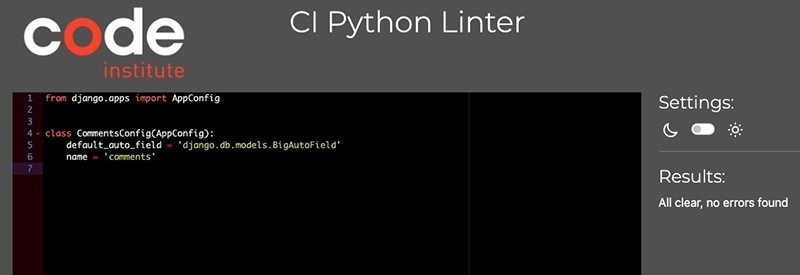 code
institute
CI Python Linter
1 from django.apps import AppConfig
2
3
4 class CommentsConfig(AppConfig):
5     default_auto_field = 'django.db.models.BigAutoField'
6     name = 'comments'
7
Settings:
Results:
All clear, no errors found